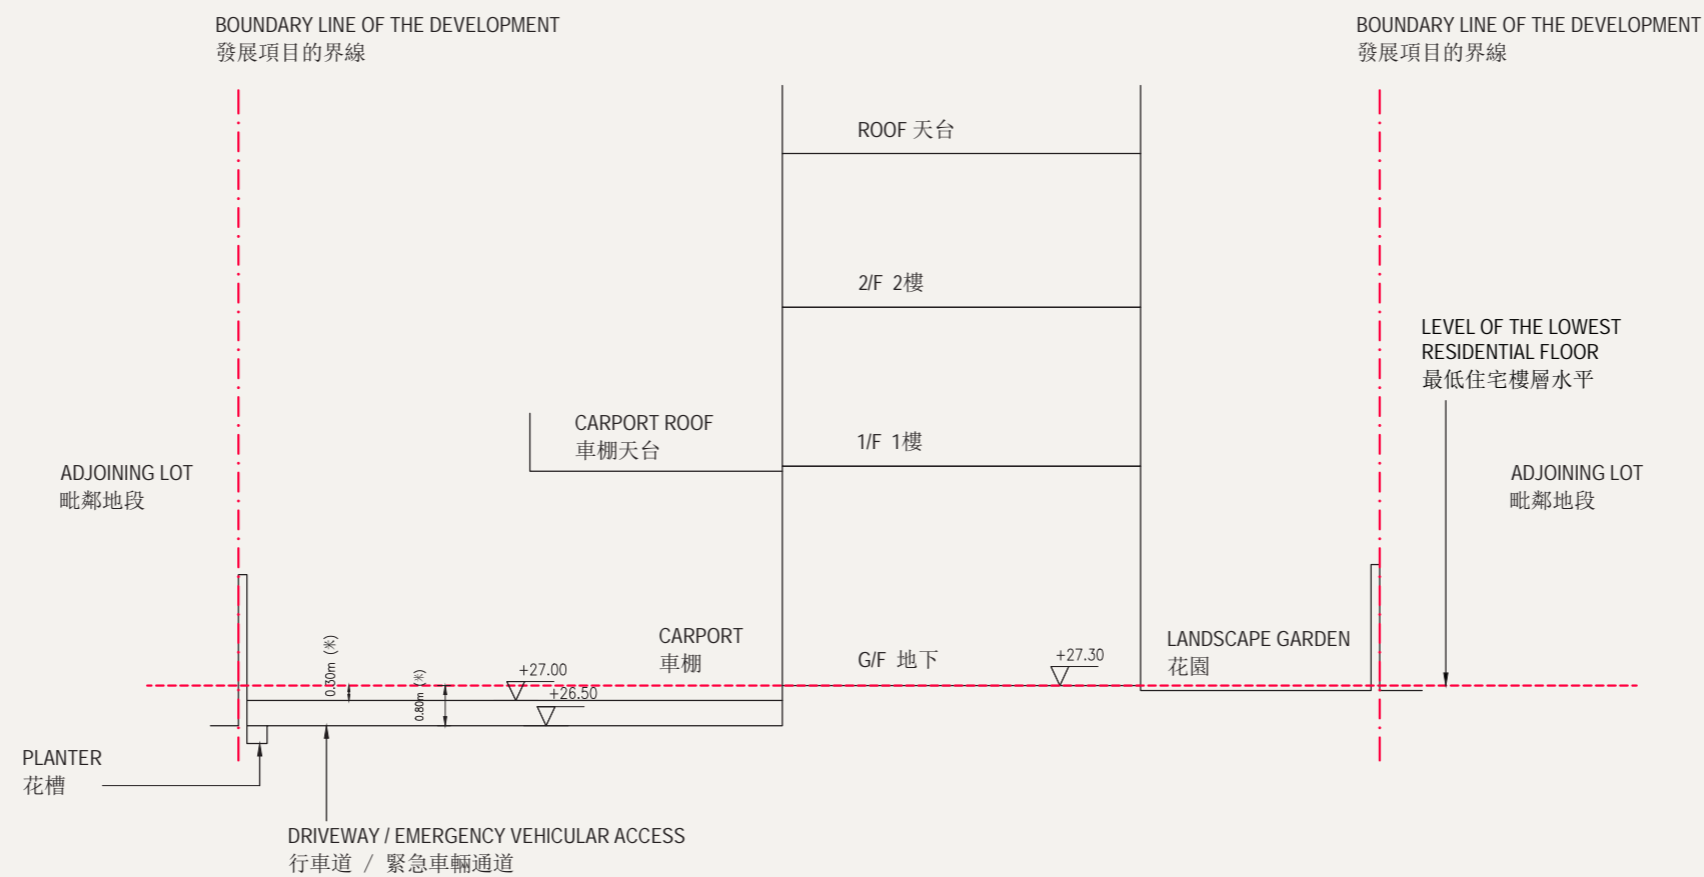 BOUNDARY LINE OF THE DEVELOPMENT
發展項目的界線
BOUNDARY LINE OF THE DEVELOPMENT
發展項目的界線
ROOF 天台
2/F 2樓
LEVEL OF THE LOWEST
RESIDENTIAL FLOOR
最低住宅樓層水平
CARPORT ROOF
車棚天台
1/F 1樓
ADJOINING LOT
毗鄰地段
ADJOINING LOT
毗鄰地段
CARPORT
車棚
G/F 地下
+27.30
LANDSCAPE GARDEN
花園
0.30m (米)
+27.00
0.80m (米)
+26.50
PLANTER
花槽
DRIVEWAY / EMERGENCY VEHICULAR ACCESS
行車道 / 緊急車輛通道